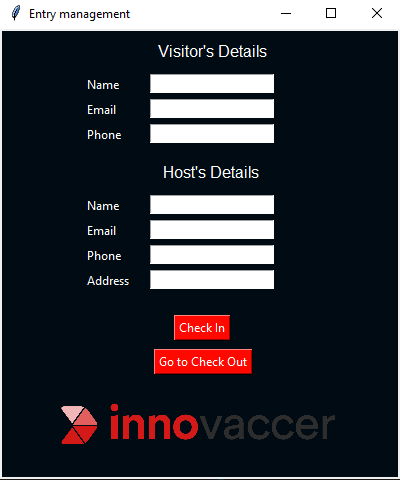 Entry management
Visitor's Details
Name
Email
Phone
Host's Details
Name
Email
Phone
Address
Check In
Go to Check Out
innovaccer